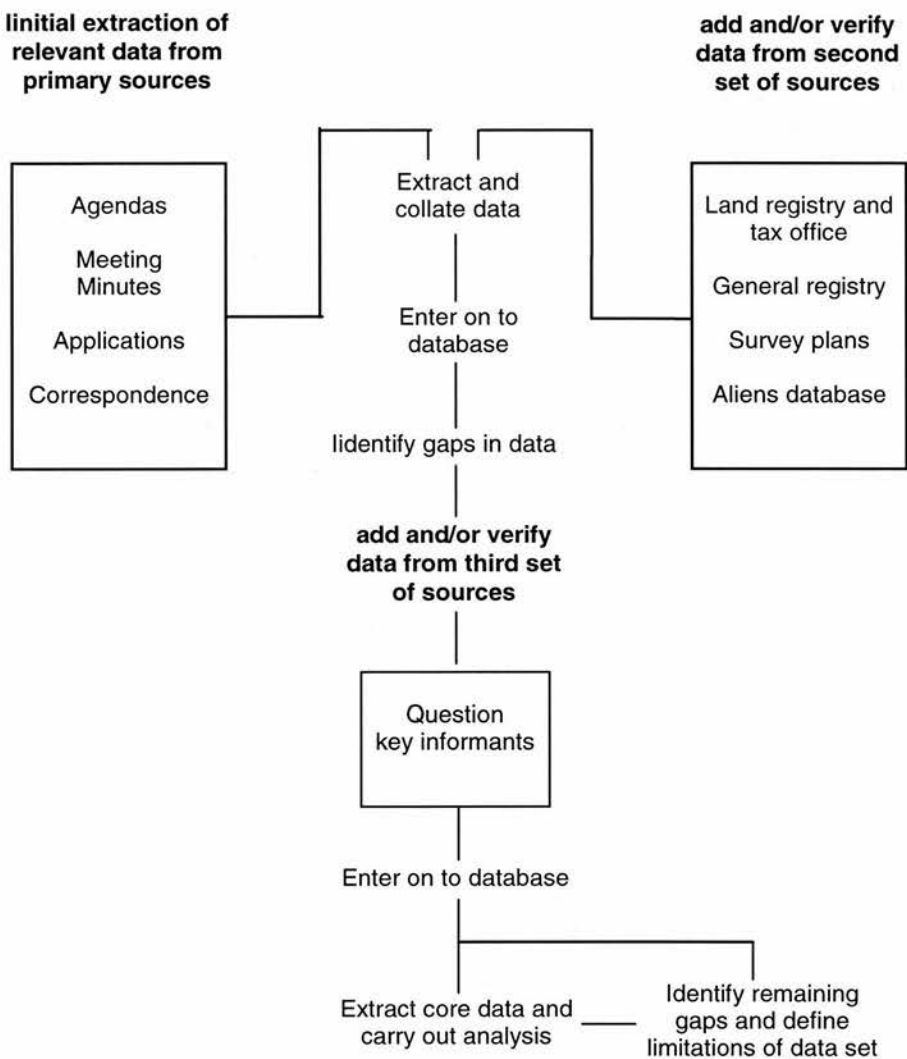 linitial extraction of
relevant data from
primary sources
add and/or verify
data from second
set of sources
Agendas
Meeting
Minutes
Applications
Correspondence
Extract and
collate data
Enter on to
database
Iidentify gaps in data
Land registry and
tax office
General registry
Survey plans
Aliens database
add and/or verify
data from third set
of sources
Question
key informants
Enter on to database
Extract core data and
carry out analysis
Identify remaining
gaps and define
limitations of data set